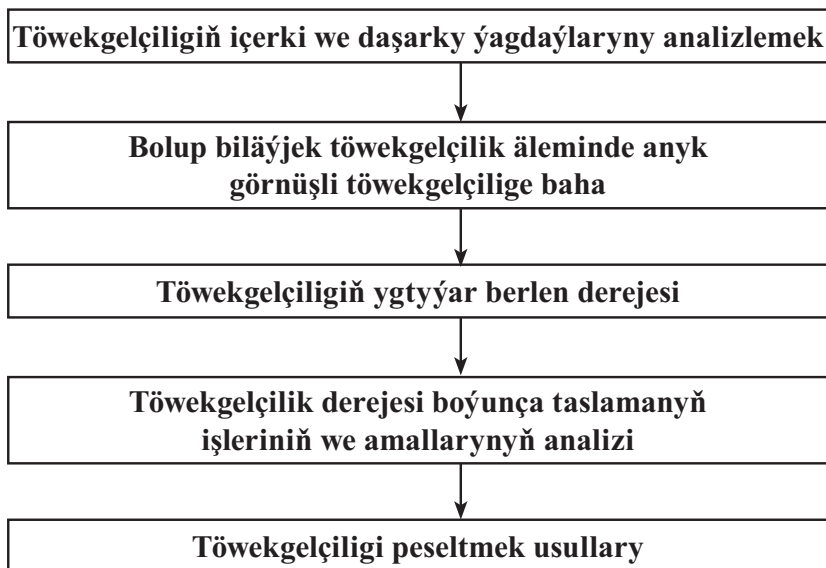 Töwekgelçiligiň içerki we daşarky ýagdaýlaryny analizlemek
Bolup biläýjek töwekgelçilik äleminde anyk
görnüşli töwekgelçilige baha
Töwekgelçiligiň ygtyýar berlen derejesi
Töwekgelçilik derejesi boýunça taslamanyň
işleriniň we amallarynyň analizi
Töwekgelçiligi peseltmek usullary